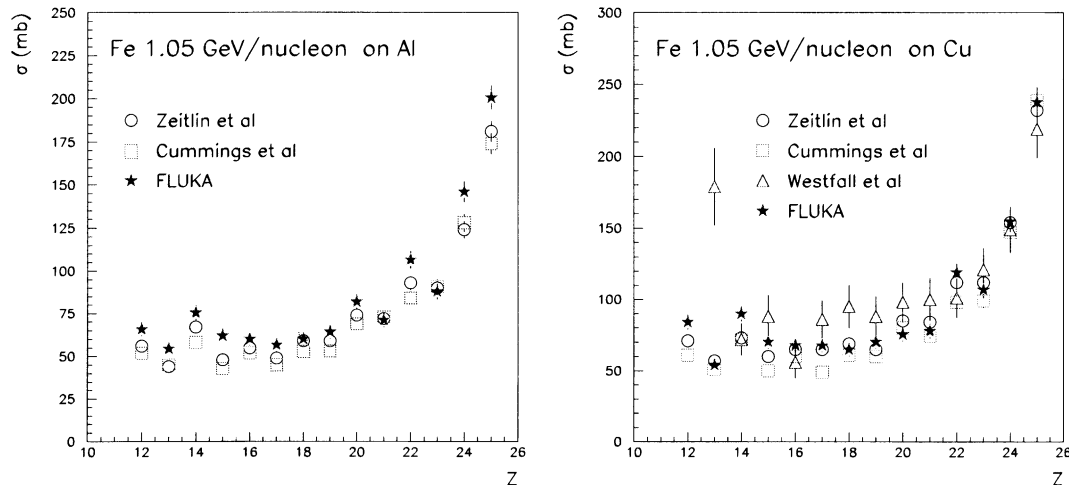 Fe 1.05 GeV/nucleon on Al
σ (mb)
250
225
200
175
150
125
100
75
50
25
0
Zeitlin et al
Cummings et al
FLUKA
10 12 14 16 18 20 22 24 26
Z
Fe 1.05 GeV/nucleon on Cu
σ (mb)
300
250
200
150
100
50
0
Zeitlin et al
Cummings et al
Westfall et al
FLUKA
10 12 14 16 18 20 22 24 26
Z